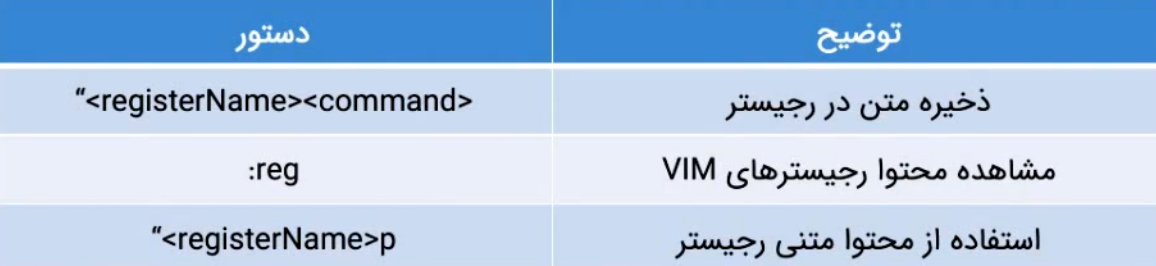 توضیح دستور
ذخیره متن در رجیستر “<registerName><command>
مشاهده محتوا رجیسترهای VIM :reg
استفاده از محتوا متنی رجیستر “<registerName>p